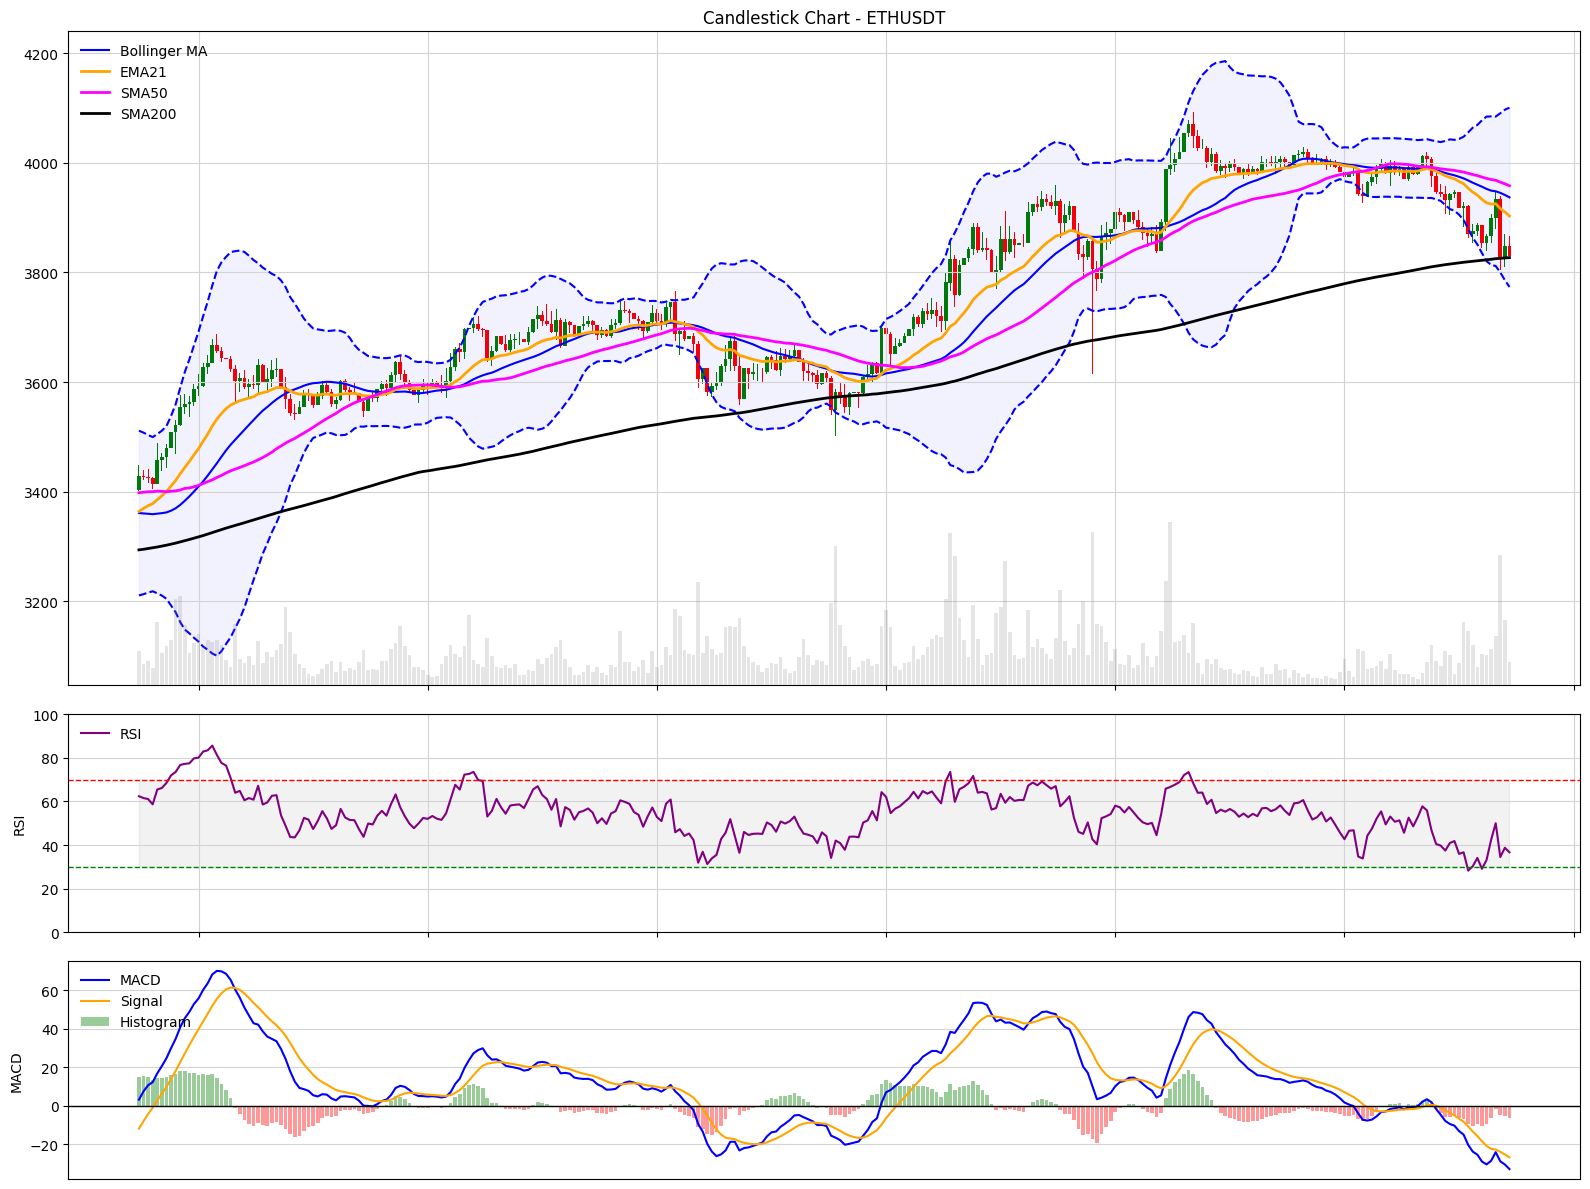 Candlestick Chart - ETHUSDT
4200
4000
3800
3600
3400
3200
Bollinger MA
EMA21
SMA50
SMA200
100
80
60
40
20
0
RSI
RSI
60
40
20
0
−20
MACD
MACD
Signal
Histogram